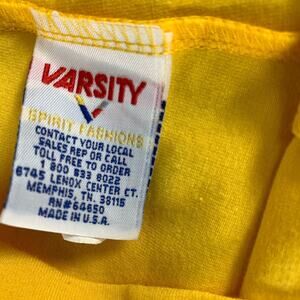 VARSITY
SPIRIT FASHIONS
CONTACT YOUR LOCAL
SALES REP OR CALL
TOLL FREE TO ORDER
1 800 533 8022
6745 LENOX CENTER CT.
MEMPHIS, TN. 38115
RN# 64650
MADE IN U.S.A.